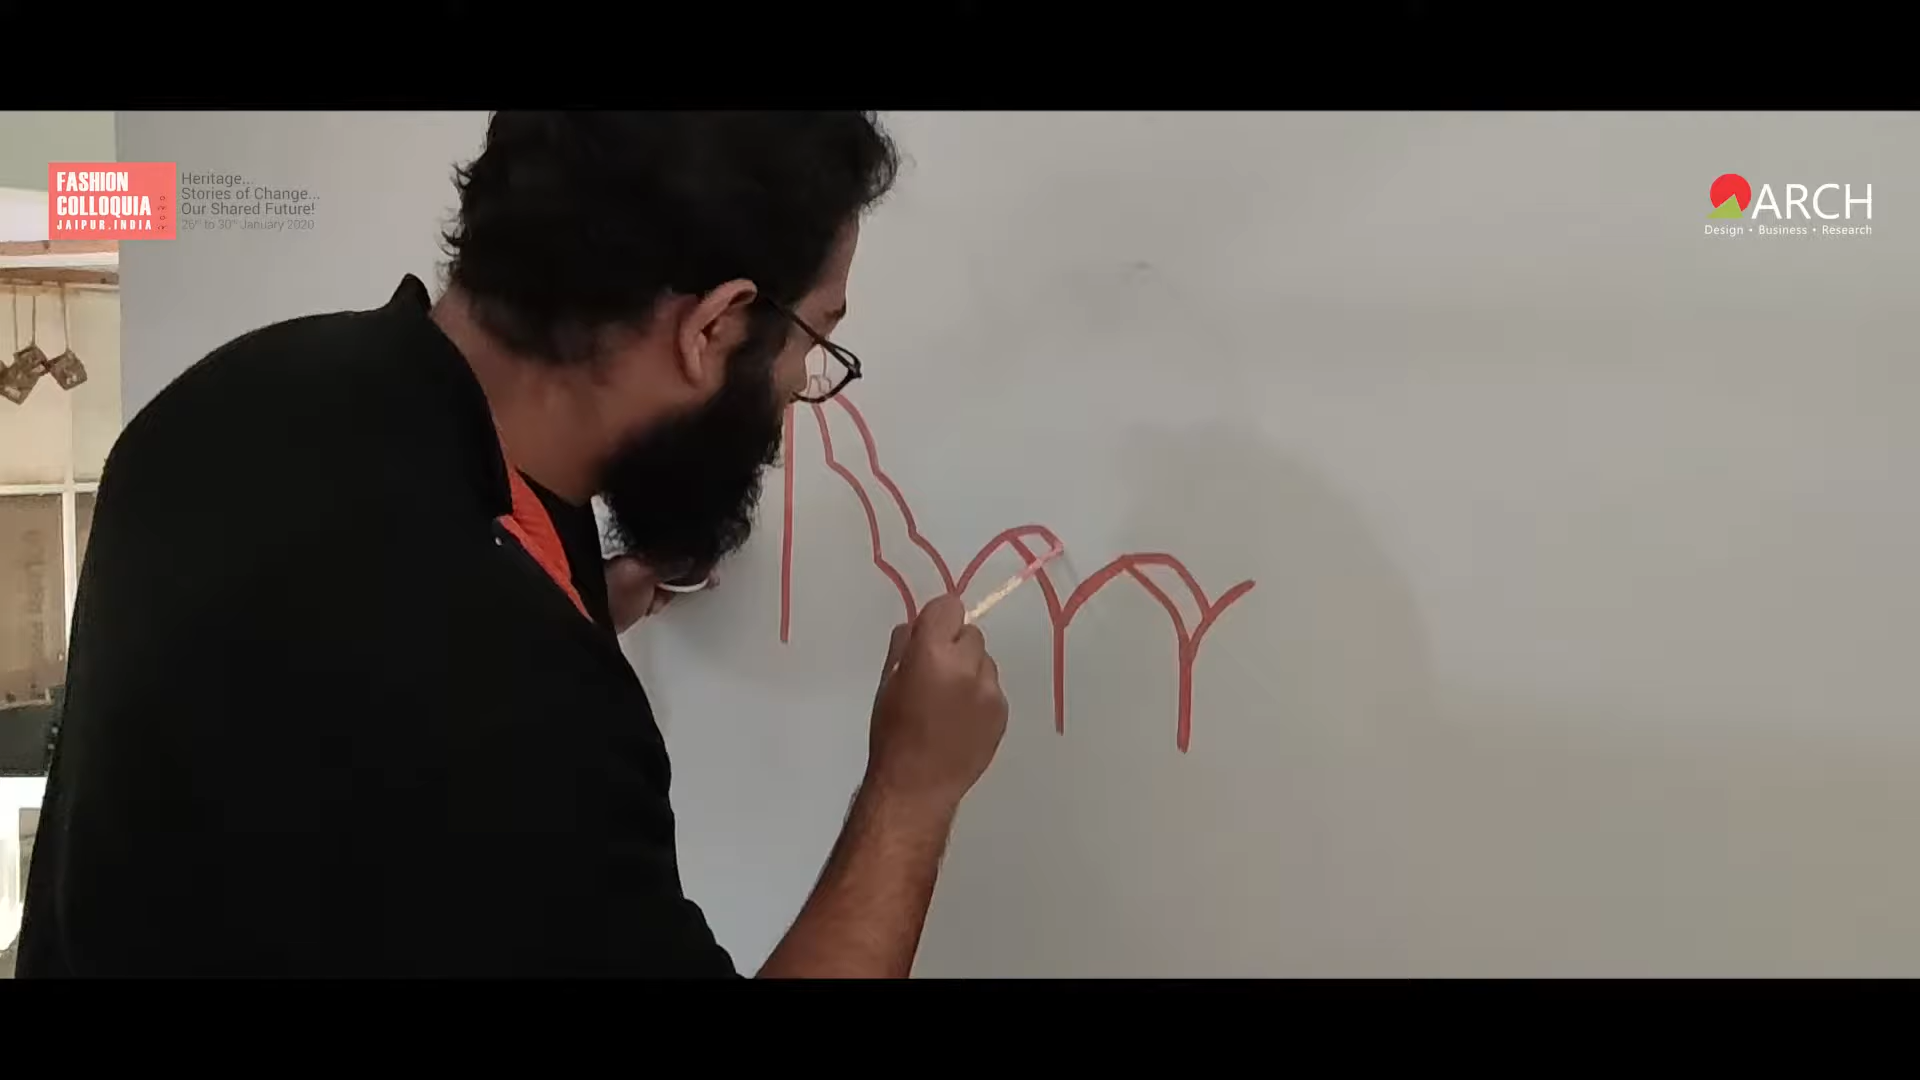 FASHION
COLLOQUIA
JAIPUR.INDIA
2020
Heritage...
Stories of Change...
Our Shared Future!
26th to 30th January 2020
ARCH
Design • Business • Research